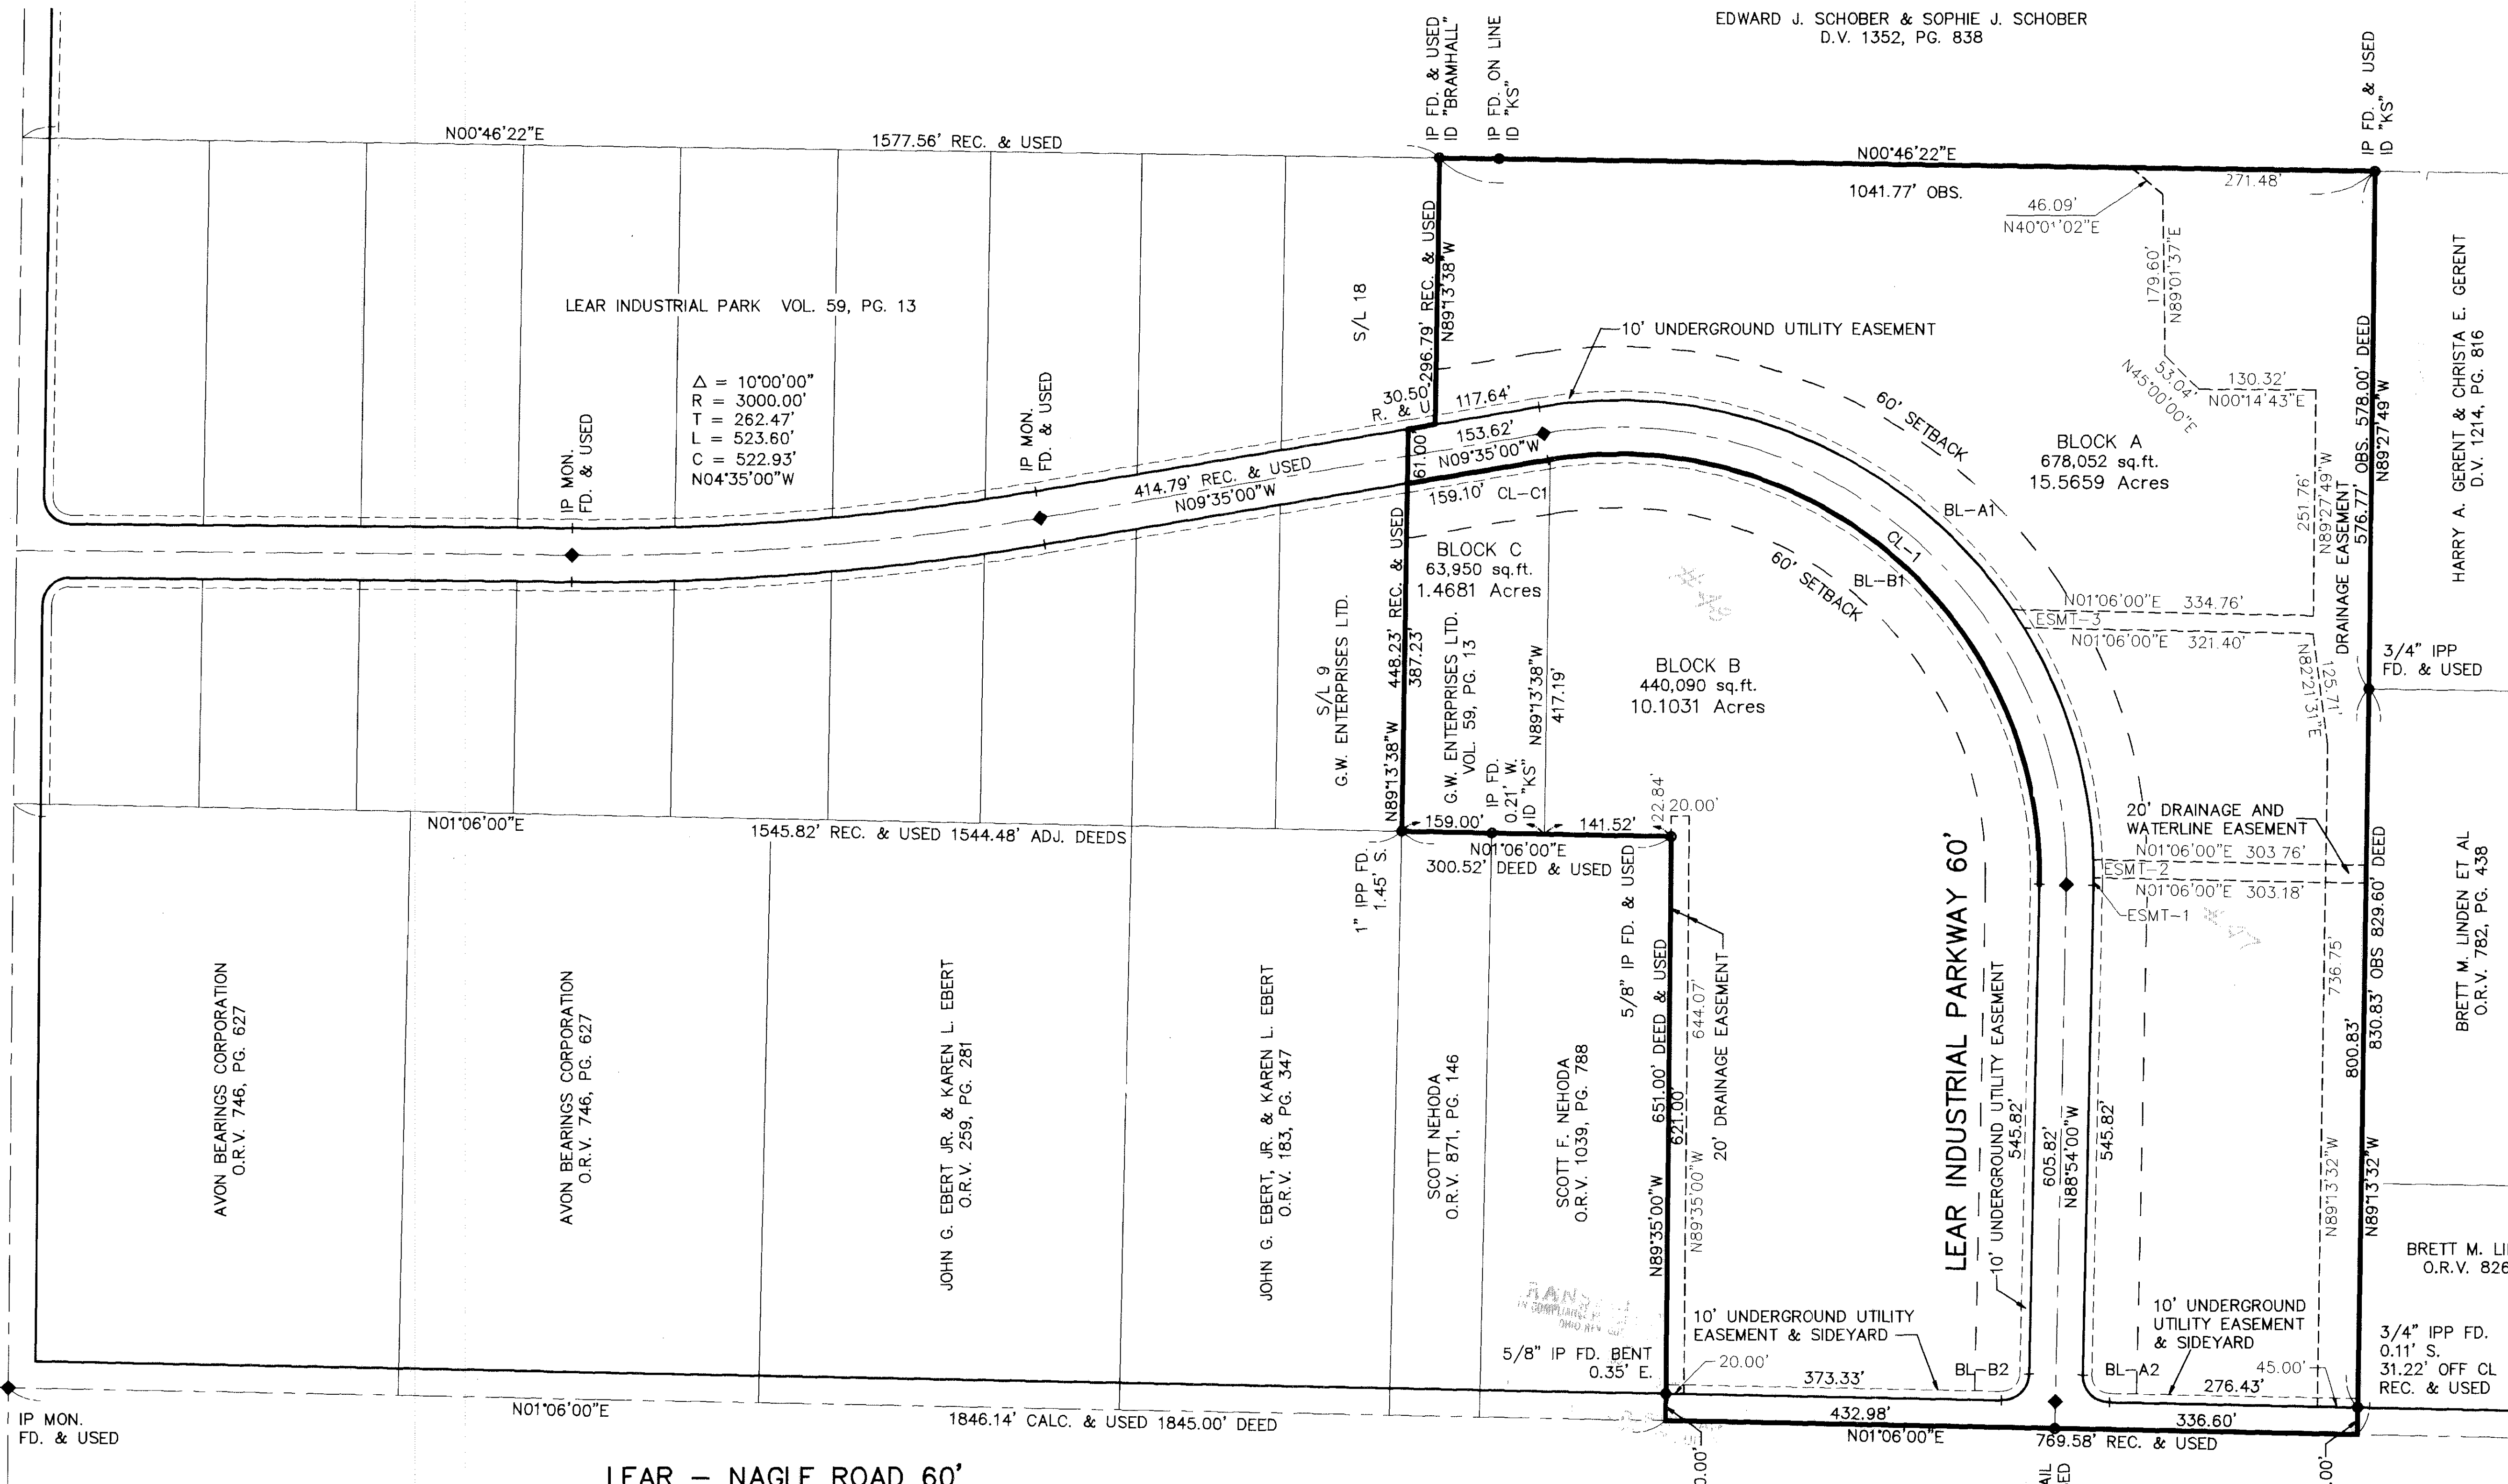 EDWARD J. SCHOBER & SOPHIE J. SCHOBER
D.V. 1352, PG. 838
IP FD. & USED
ID "BRAMHALL"
IP FD. ON LINE
ID "KS"
IP FD. & USED
ID "KS"
N00°46'22"E
1577.56' REC. & USED
N00°46'22"E
1041.77' OBS.
271.48'
46.09'
N40°01'02"E
179.60'
N89°01'37"E
53.04'
N45°00'00"E
130.32'
N00°14'43"E
LEAR INDUSTRIAL PARK VOL. 59, PG. 13
Δ = 10°00'00"
R = 3000.00'
T = 262.47'
L = 523.60'
C = 522.93'
N04°35'00"W
IP MON.
FD. & USED
IP MON.
FD. & USED
S/L 18
296.79' REC. & USED
N89°13'38"W
30.50'
R. & U.
117.64'
10' UNDERGROUND UTILITY EASEMENT
61.00'
153.62'
N09°35'00"W
414.79' REC. & USED
N09°35'00"W
159.10' CL-C1
60' SETBACK
60' SETBACK
BLOCK A
678,052 sq.ft.
15.5659 Acres
BL-A1
CL-1
BL-B1
251.76'
N89°27'49"W
DRAINAGE EASEMENT
576.77' OBS. 578.00' DEED
N89°27'49"W
HARRY A. GERENT & CHRISTA E. GERENT
D.V. 1214, PG. 816
BLOCK C
63,950 sq.ft.
1.4681 Acres
G.W. ENTERPRISES LTD.
VOL. 59, PG. 13
448.23' REC. & USED
387.23'
N89°13'38"W
S/L 9
G.W. ENTERPRISES LTD.
N89°13'38"W
417.19'
IP FD.
0.21' W.
ID "KS"
BLOCK B
440,090 sq.ft.
10.1031 Acres
N01°06'00"E 334.76'
ESMT-3
N01°06'00"E 321.40'
125.71'
N82°21'31"E
3/4" IPP
FD. & USED
22.84'
20.00'
159.00'
141.52'
N01°06'00"E
300.52' DEED & USED
1" IPP FD.
1.45' S.
5/8" IP FD. & USED
N01°06'00"E
1545.82' REC. & USED 1544.48' ADJ. DEEDS
20' DRAINAGE AND
WATERLINE EASEMENT
N01°06'00"E 303.76'
ESMT-2
N01°06'00"E 303.18'
ESMT-1
LEAR INDUSTRIAL PARKWAY 60'
10' UNDERGROUND UTILITY EASEMENT
545.82'
605.82'
N88°54'00"W
545.82'
736.75'
N89°13'32"W
800.83'
830.83' OBS 829.60' DEED
N89°13'32"W
BRETT M. LINDEN ET AL
O.R.V. 782, PG. 438
AVON BEARINGS CORPORATION
O.R.V. 746, PG. 627
AVON BEARINGS CORPORATION
O.R.V. 746, PG. 627
JOHN G. EBERT JR. & KAREN L. EBERT
O.R.V. 259, PG. 281
JOHN G. EBERT, JR. & KAREN L. EBERT
O.R.V. 183, PG. 347
SCOTT NEHODA
O.R.V. 871, PG. 146
SCOTT F. NEHODA
O.R.V. 1039, PG. 788
651.00' DEED & USED
621.00'
N89°35'00"W
644.07'
N89°35'00"W
20' DRAINAGE EASEMENT
BRETT M. LI
O.R.V. 826
10' UNDERGROUND UTILITY
EASEMENT & SIDEYARD
10' UNDERGROUND
UTILITY EASEMENT
& SIDEYARD
5/8" IP FD. BENT
0.35' E.
20.00'
373.33'
BL-B2
BL-A2
276.43'
45.00'
3/4" IPP FD.
0.11' S.
31.22' OFF CL
REC. & USED
432.98'
336.60'
N01°06'00"E
769.58' REC. & USED
IP MON.
FD. & USED
N01°06'00"E
1846.14' CALC. & USED 1845.00' DEED
LEAR – NAGLE ROAD 60'